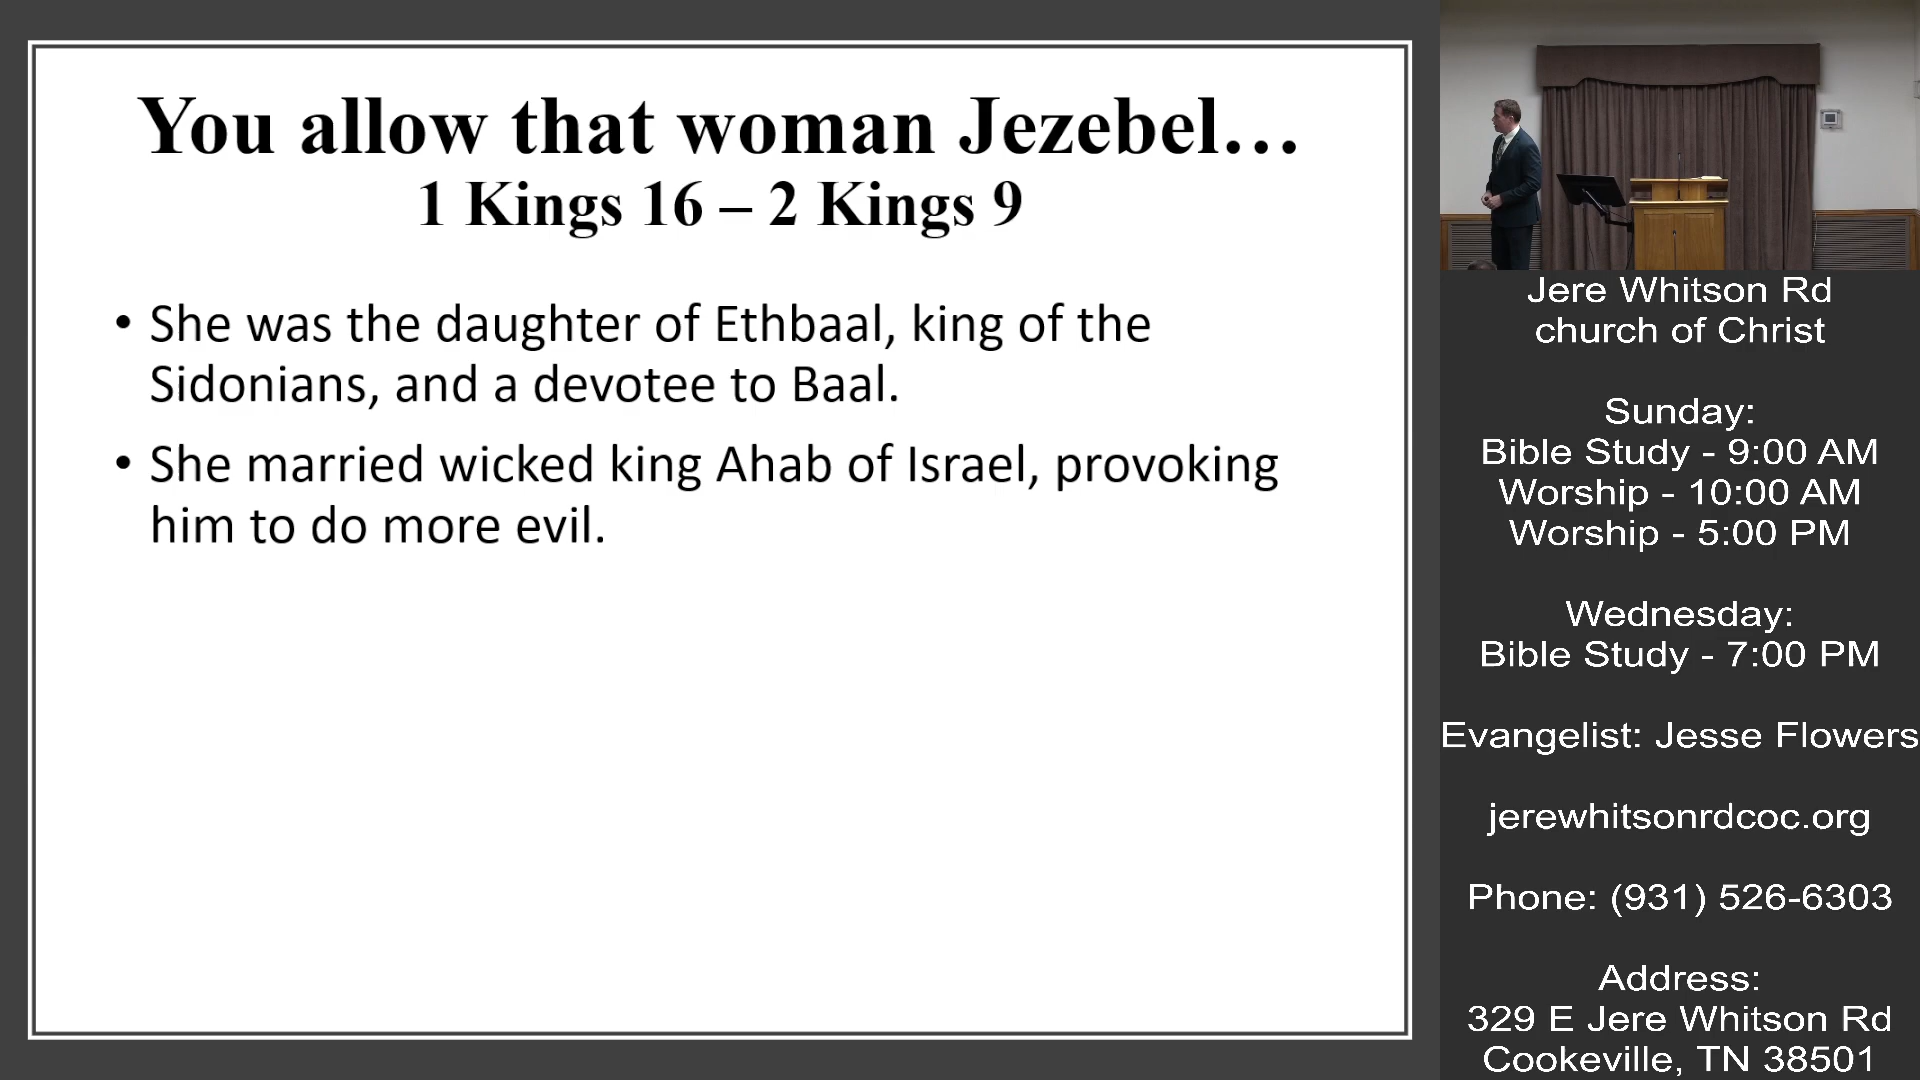 You allow that woman Jezebel…
1 Kings 16 – 2 Kings 9
• She was the daughter of Ethbaal, king of the
Sidonians, and a devotee to Baal.
• She married wicked king Ahab of Israel, provoking
him to do more evil.
Jere Whitson Rd
church of Christ
Sunday:
Bible Study - 9:00 AM
Worship - 10:00 AM
Worship - 5:00 PM
Wednesday:
Bible Study - 7:00 PM
Evangelist: Jesse Flowers
jerewhitsonrdcoc.org
Phone: (931) 526-6303
Address:
329 E Jere Whitson Rd
Cookeville, TN 38501